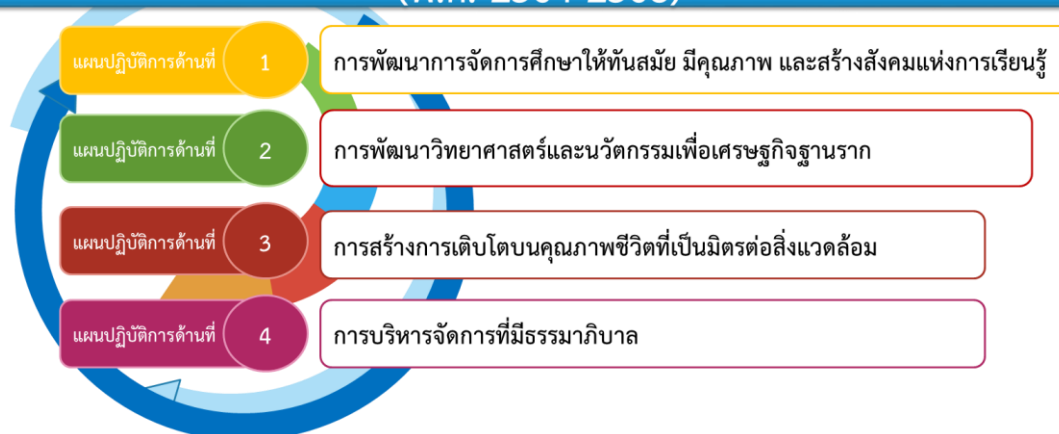 แผนปฏิบัติการด้านที่ 1 การพัฒนาการจัดการศึกษาให้ทันสมัย มีคุณภาพ และสร้างสังคมแห่งการเรียนรู้
แผนปฏิบัติการด้านที่ 2 การพัฒนาวิทยาศาสตร์และนวัตกรรมเพื่อเศรษฐกิจฐานราก
แผนปฏิบัติการด้านที่ 3 การสร้างการเติบโตบนคุณภาพชีวิตที่เป็นมิตรต่อสิ่งแวดล้อม
แผนปฏิบัติการด้านที่ 4 การบริหารจัดการที่มีธรรมาภิบาล